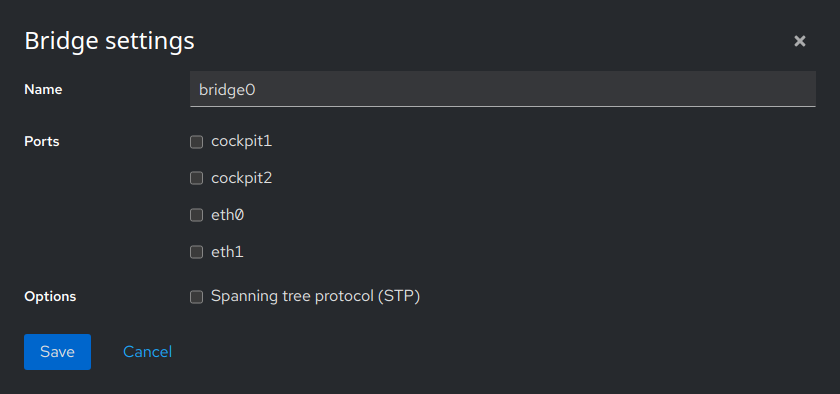 Bridge settings
Name bridge0
Ports cockpit1
cockpit2
eth0
eth1
Options Spanning tree protocol (STP)
Save Cancel